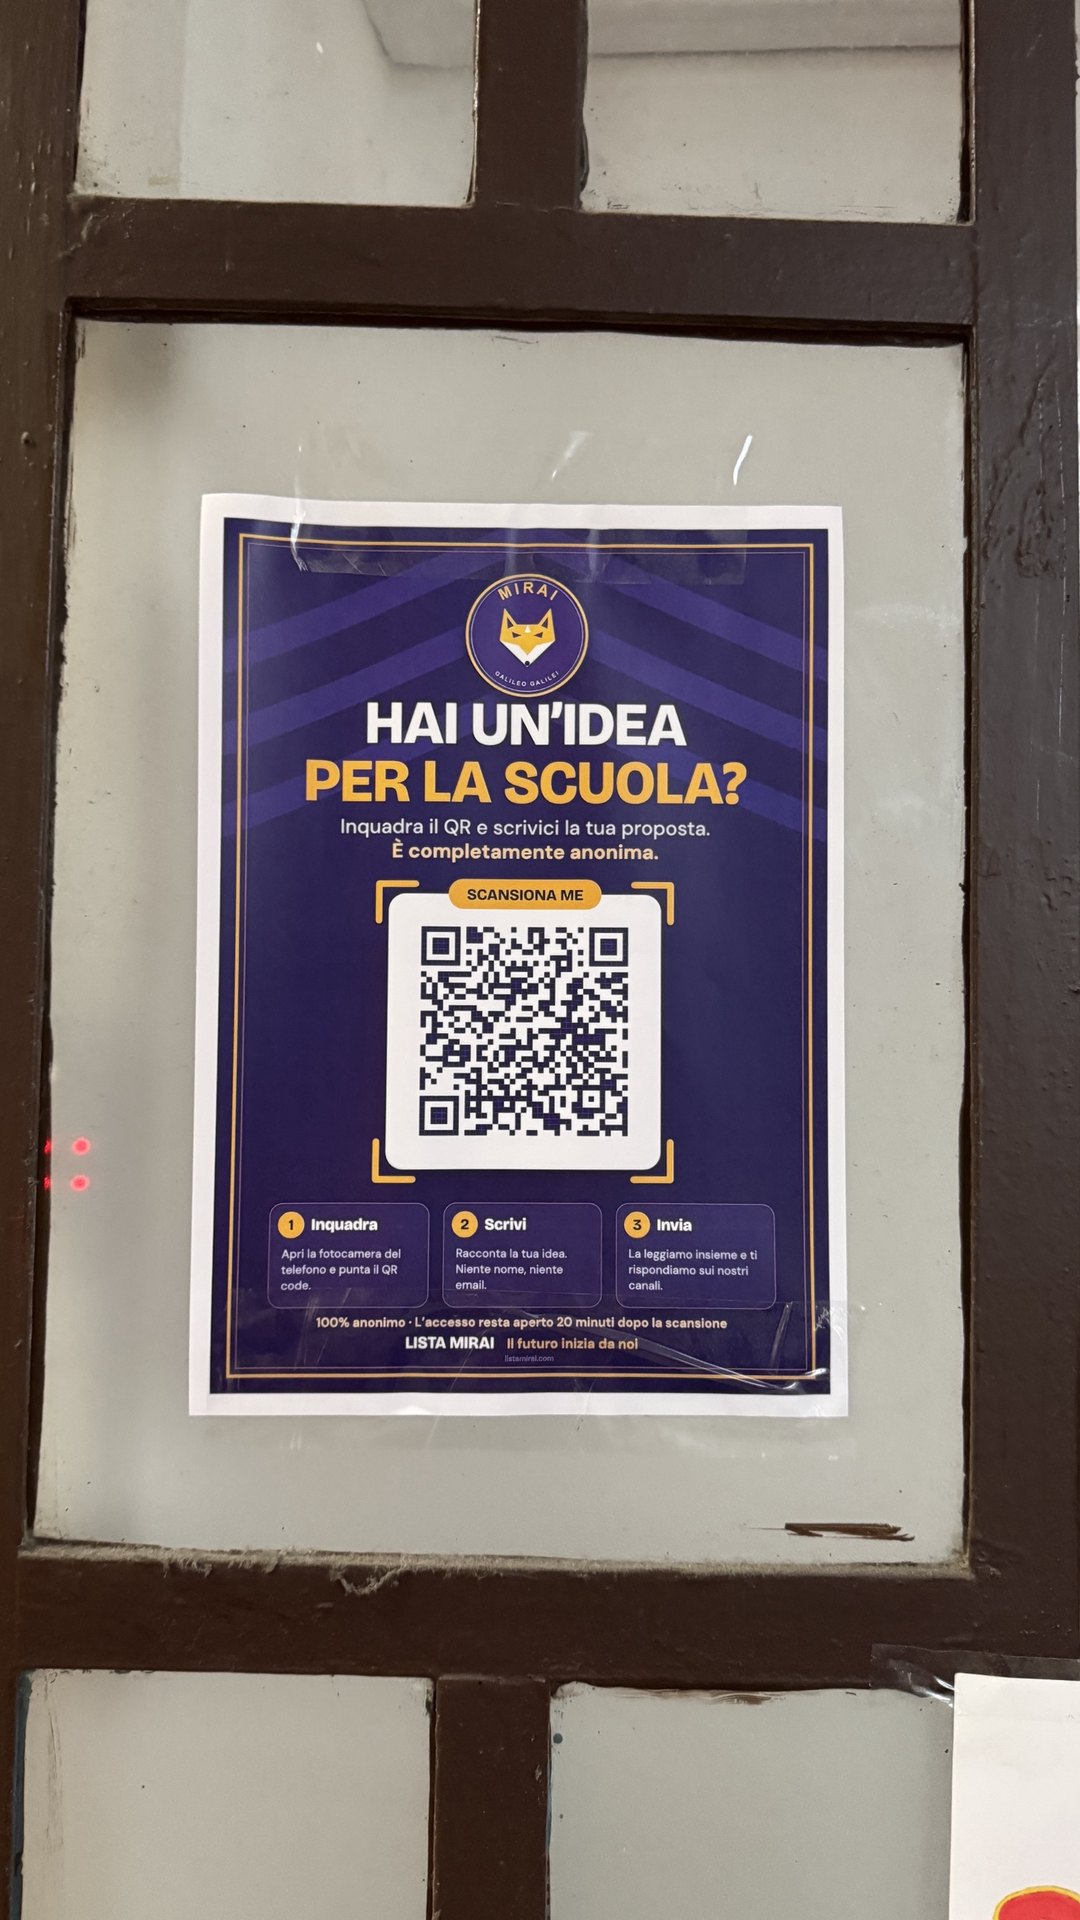 MIRAI
GALILEO GALILEI
HAI UN'IDEA
PER LA SCUOLA?
Inquadra il QR e scrivici la tua proposta.
È completamente anonima.
SCANSIONA ME
1 Inquadra
Apri la fotocamera del
telefono e punta il QR
code.
2 Scrivi
Racconta la tua idea.
Niente nome, niente
email.
3 Invia
La leggiamo insieme e ti
rispondiamo sui nostri
canali.
100% anonimo · L'accesso resta aperto 20 minuti dopo la scansione
LISTA MIRAI Il futuro inizia da noi
listamirai.com